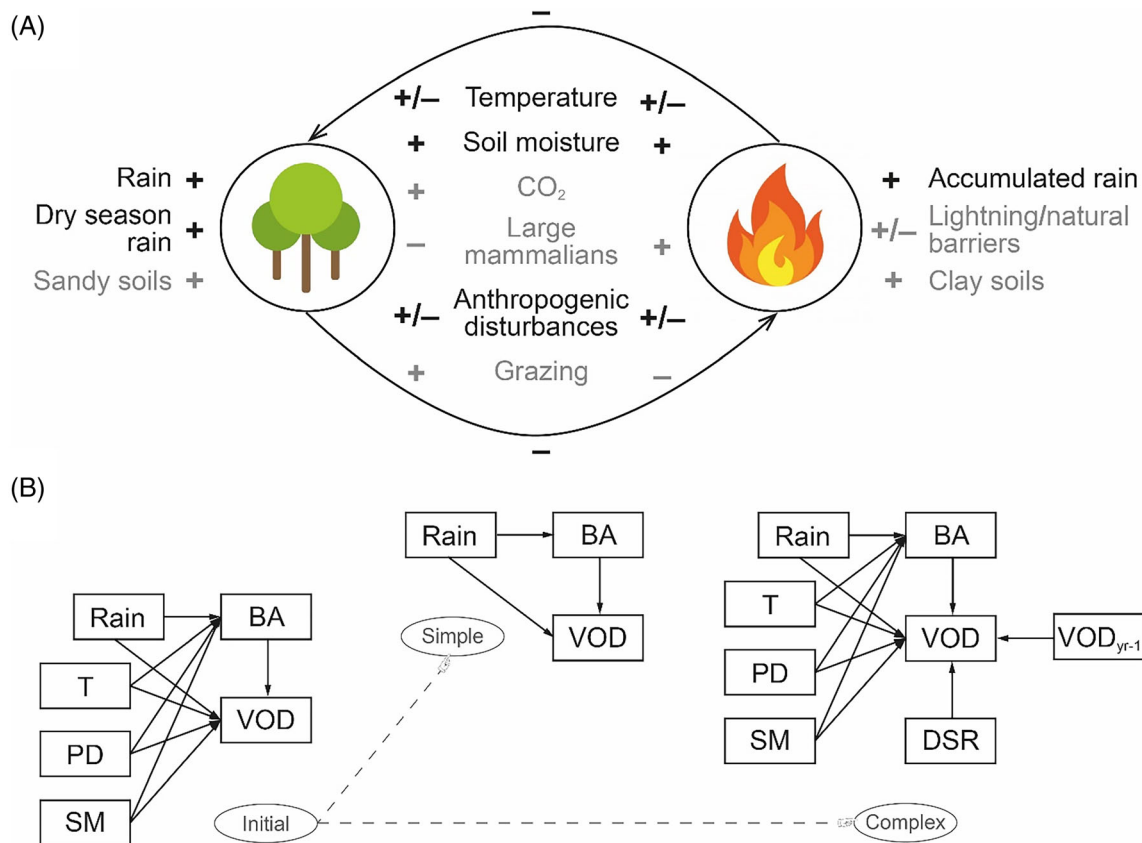 (A)
–
+/– Temperature +/–
+ Soil moisture +
Rain +
+ CO₂
+ Accumulated rain
Dry season
rain +
– Large
mammalians +
+/– Lightning/natural
barriers
Sandy soils +
+ Clay soils
+/– Anthropogenic
disturbances +/–
+ Grazing –
–
(B)
Rain BA
VOD
Simple
Rain BA
T
PD
SM
VOD
Initial
Rain BA
T
VOD VODyr-1
PD
SM DSR
Complex